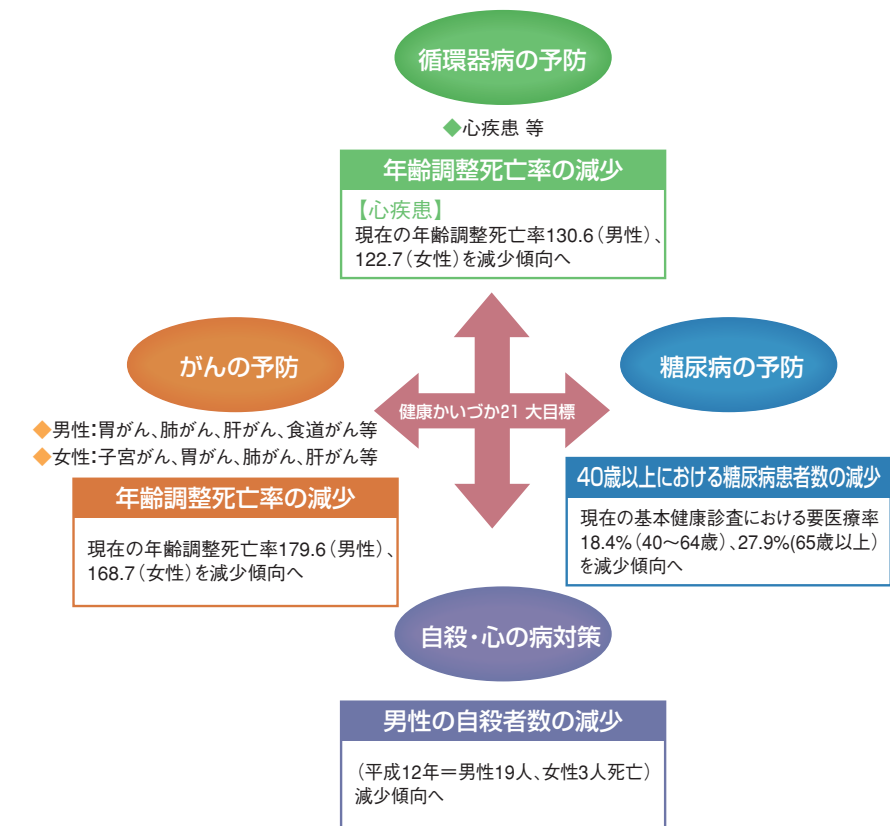 循環器病の予防
◆心疾患 等
年齢調整死亡率の減少
【心疾患】
現在の年齢調整死亡率130.6（男性）、
122.7（女性）を減少傾向へ
がんの予防
◆男性：胃がん、肺がん、肝がん、食道がん等
◆女性：子宮がん、胃がん、肺がん、肝がん等
年齢調整死亡率の減少
現在の年齢調整死亡率179.6（男性）、
168.7（女性）を減少傾向へ
健康かいづか21 大目標
糖尿病の予防
40歳以上における糖尿病患者数の減少
現在の基本健康診査における要医療率
18.4%（40〜64歳）、27.9%(65歳以上）
を減少傾向へ
自殺・心の病対策
男性の自殺者数の減少
（平成12年＝男性19人、女性3人死亡）
減少傾向へ